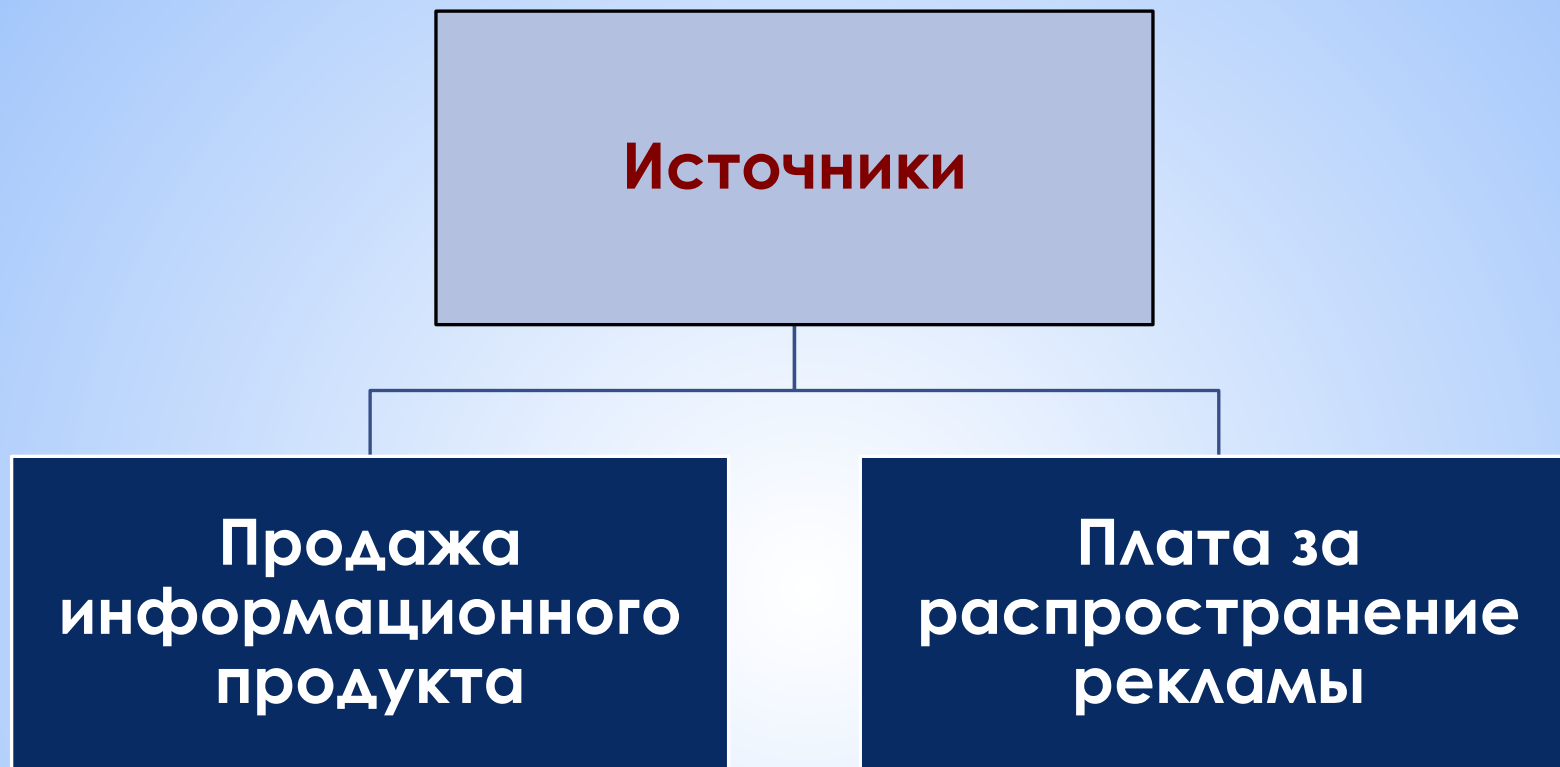 Источники
Продажа
информационного
продукта
Плата за
распространение
рекламы